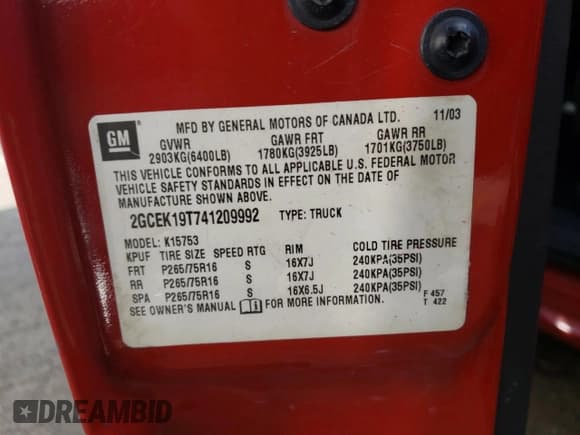 GM
MFD BY GENERAL MOTORS OF CANADA LTD. 11/03
GVWR GAWR FRT GAWR RR
2903KG(6400LB) 1780KG(3925LB) 1701KG(3750LB)
THIS VEHICLE CONFORMS TO ALL APPLICABLE U.S. FEDERAL MOTOR
VEHICLE SAFETY STANDARDS IN EFFECT ON THE DATE OF
MANUFACTURE SHOWN ABOVE.
2GCEK19T741209992 TYPE: TRUCK
MODEL: K15753
KPUF TIRE SIZE SPEED RTG RIM COLD TIRE PRESSURE
FRT P265/75R16 S 16X7J 240KPA(35PSI)
RR P265/75R16 S 16X7J 240KPA(35PSI)
SPA P265/75R16 S 16X6.5J 240KPA(35PSI)
SEE OWNER'S MANUAL FOR MORE INFORMATION.
F 457
T 422
DREAMBID